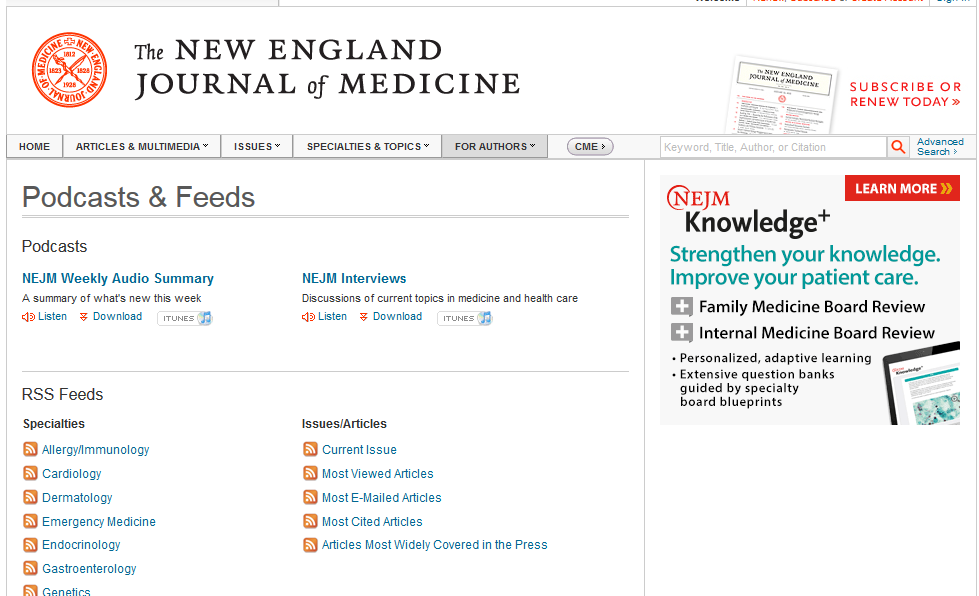 The NEW ENGLAND
JOURNAL of MEDICINE
SUBSCRIBE OR
RENEW TODAY »
HOME
ARTICLES & MULTIMEDIA
ISSUES
SPECIALTIES & TOPICS
FOR AUTHORS
CME
Keyword, Title, Author, or Citation
Advanced
Search ›
Podcasts & Feeds
Podcasts
NEJM Weekly Audio Summary
A summary of what's new this week
Listen Download ITUNES
NEJM Interviews
Discussions of current topics in medicine and health care
Listen Download ITUNES
RSS Feeds
Specialties
Allergy/Immunology
Cardiology
Dermatology
Emergency Medicine
Endocrinology
Gastroenterology
Genetics
Issues/Articles
Current Issue
Most Viewed Articles
Most E-Mailed Articles
Most Cited Articles
Articles Most Widely Covered in the Press
LEARN MORE »
NEJM
Knowledge+
Strengthen your knowledge.
Improve your patient care.
Family Medicine Board Review
Internal Medicine Board Review
• Personalized, adaptive learning
• Extensive question banks
guided by specialty
board blueprints